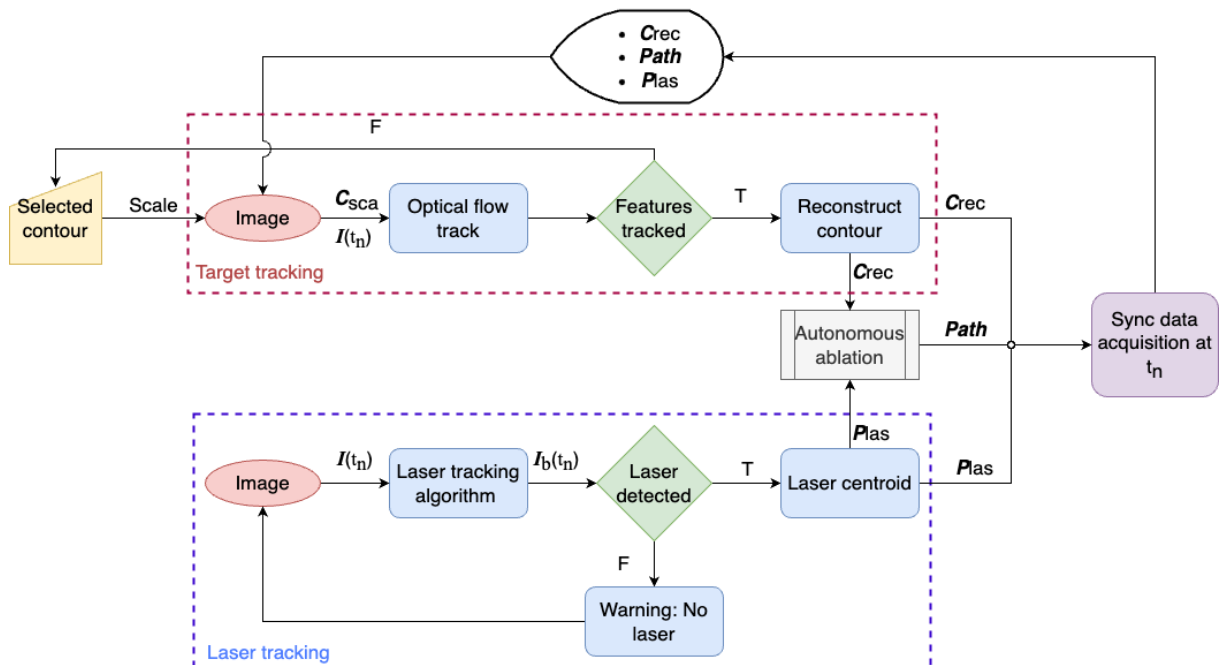 • Crec
• Path
• Plas
F
Selected
contour
Scale
Image
Csca
I(tn)
Optical flow
track
Features
tracked
T
Reconstruct
contour
Crec
Target tracking
Crec
Autonomous
ablation
Path
Sync data
acquisition at
tn
Plas
Image
I(tn)
Laser tracking
algorithm
Ib(tn)
Laser
detected
T
Laser centroid
Plas
F
Warning: No
laser
Laser tracking